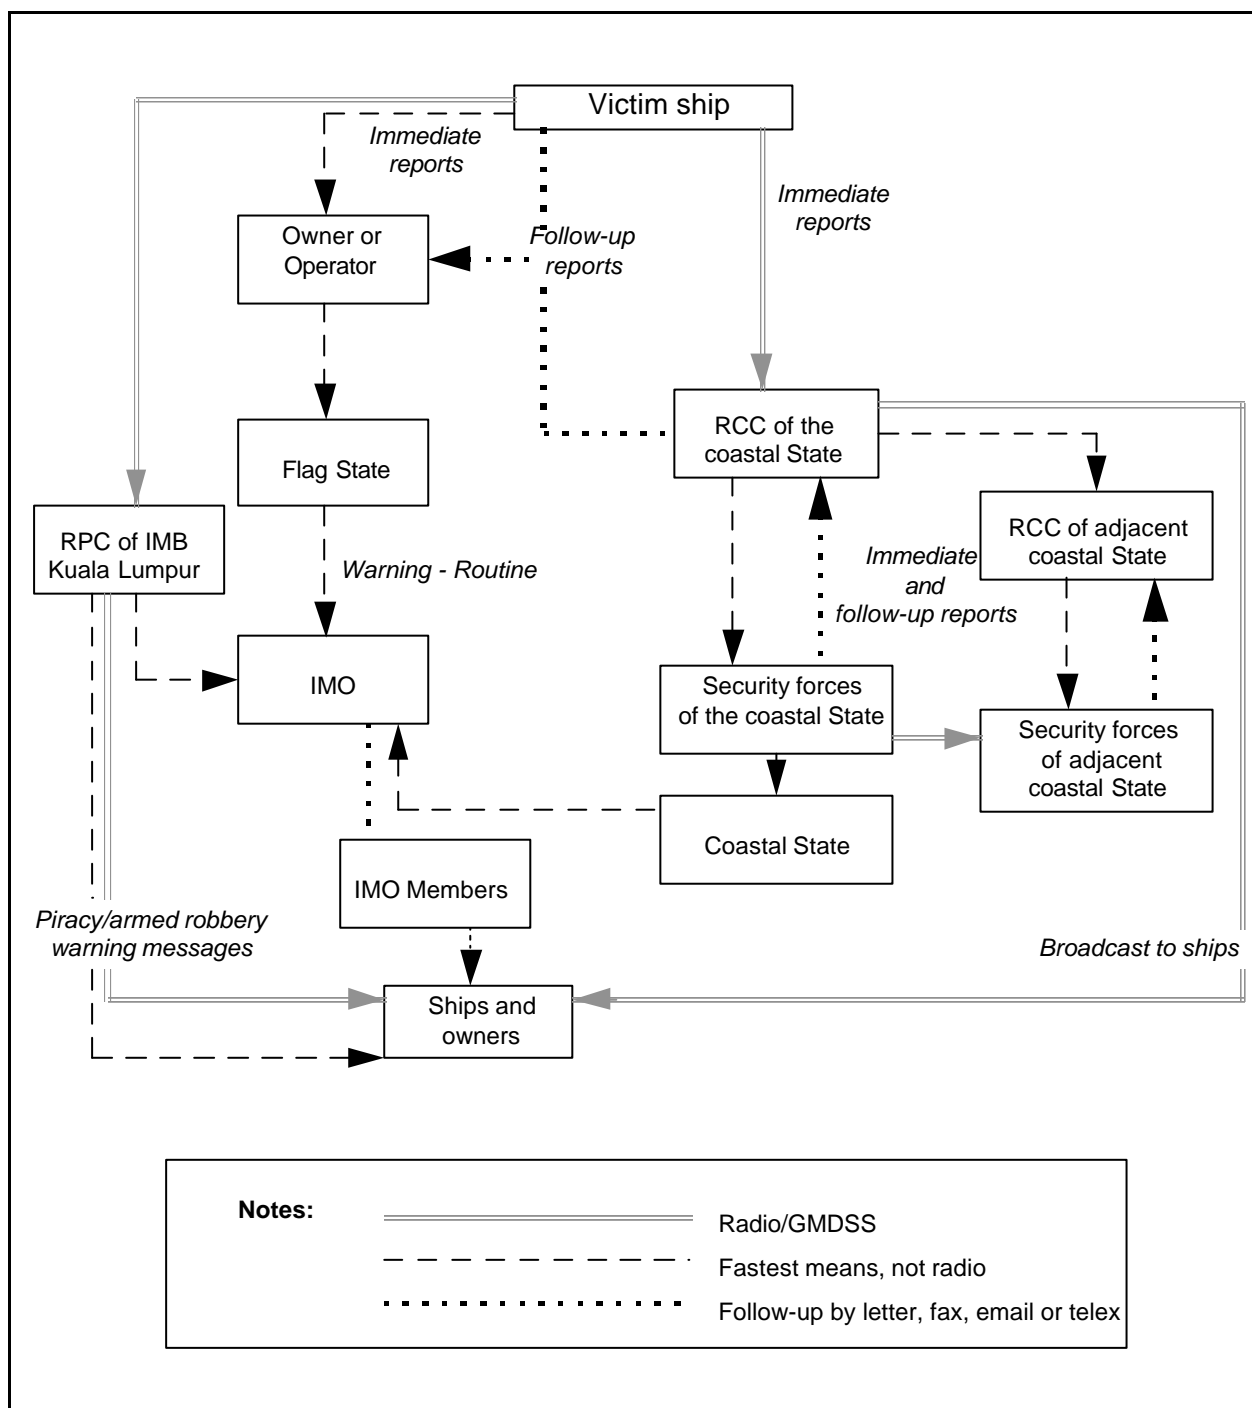 Victim ship
Immediate
reports
Immediate
reports
Owner or
Operator
Follow-up
reports
RCC of the
coastal State
Flag State
RPC of IMB
Kuala Lumpur
RCC of adjacent
coastal State
Warning - Routine
Immediate
and
follow-up reports
IMO
Security forces
of the coastal State
Security forces
of adjacent
coastal State
Coastal State
IMO Members
Piracy/armed robbery
warning messages
Broadcast to ships
Ships and
owners
Notes:
Radio/GMDSS
Fastest means, not radio
Follow-up by letter, fax, email or telex